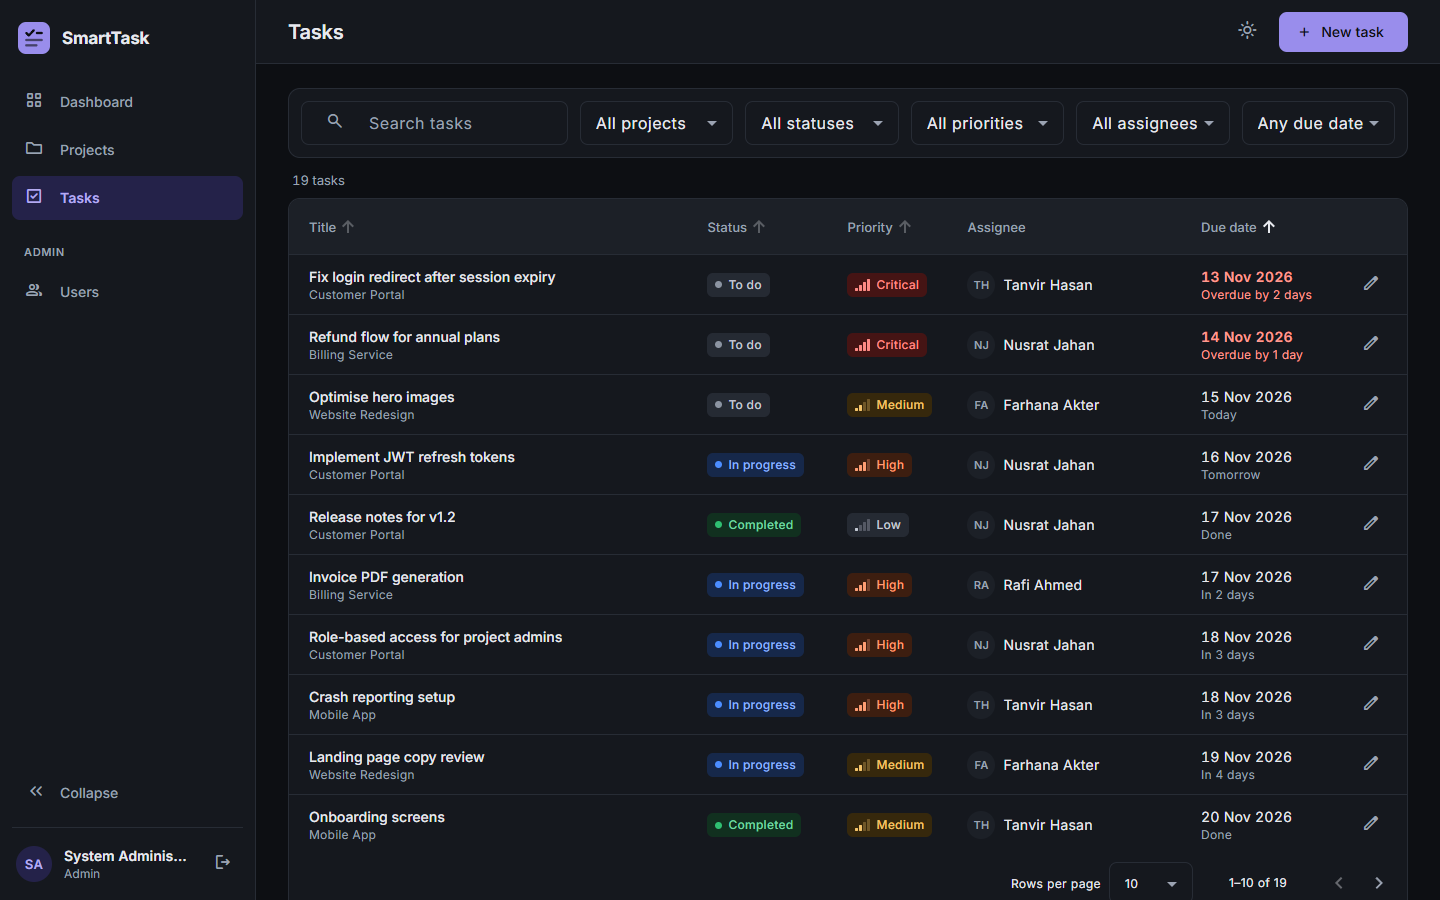 SmartTask
Dashboard
Projects
Tasks
ADMIN
Users
Collapse
SA
System Adminis...
Admin
Tasks
+ New task
Search tasks
All projects
All statuses
All priorities
All assignees
Any due date
19 tasks
Title Status Priority Assignee Due date
Fix login redirect after session expiry
Customer Portal
To do Critical TH Tanvir Hasan
13 Nov 2026
Overdue by 2 days
Refund flow for annual plans
Billing Service
To do Critical NJ Nusrat Jahan
14 Nov 2026
Overdue by 1 day
Optimise hero images
Website Redesign
To do Medium FA Farhana Akter
15 Nov 2026
Today
Implement JWT refresh tokens
Customer Portal
In progress High NJ Nusrat Jahan
16 Nov 2026
Tomorrow
Release notes for v1.2
Customer Portal
Completed Low NJ Nusrat Jahan
17 Nov 2026
Done
Invoice PDF generation
Billing Service
In progress High RA Rafi Ahmed
17 Nov 2026
In 2 days
Role-based access for project admins
Customer Portal
In progress High NJ Nusrat Jahan
18 Nov 2026
In 3 days
Crash reporting setup
Mobile App
In progress High TH Tanvir Hasan
18 Nov 2026
In 3 days
Landing page copy review
Website Redesign
In progress Medium FA Farhana Akter
19 Nov 2026
In 4 days
Onboarding screens
Mobile App
Completed Medium TH Tanvir Hasan
20 Nov 2026
Done
Rows per page 10 1–10 of 19